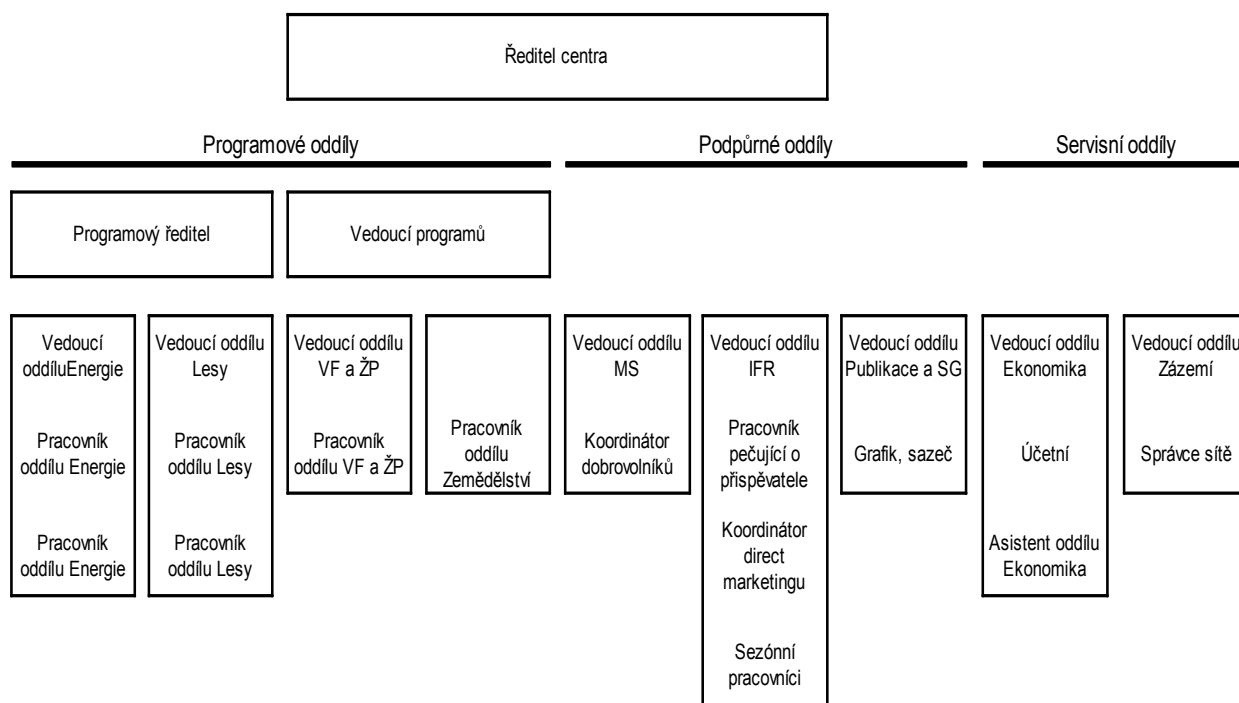 Ředitel centra
Programové oddíly
Podpůrné oddíly
Servisní oddíly
Programový ředitel
Vedoucí programů
Vedoucí
oddíluEnergie
Pracovník
oddílu Energie
Pracovník
oddílu Energie
Vedoucí oddílu
Lesy
Pracovník
oddílu Lesy
Pracovník
oddílu Lesy
Vedoucí oddílu
VF a ŽP
Pracovník
oddílu VF a ŽP
Pracovník
oddílu
Zemědělství
Vedoucí oddílu
MS
Koordinátor
dobrovolníků
Vedoucí oddílu
IFR
Pracovník
pečující o
přispěvatele
Koordinátor
direct
marketingu
Sezónní
pracovníci
Vedoucí oddílu
Publikace a SG
Grafik, sazeč
Vedoucí oddílu
Ekonomika
Účetní
Asistent oddílu
Ekonomika
Vedoucí oddílu
Zázemí
Správce sítě